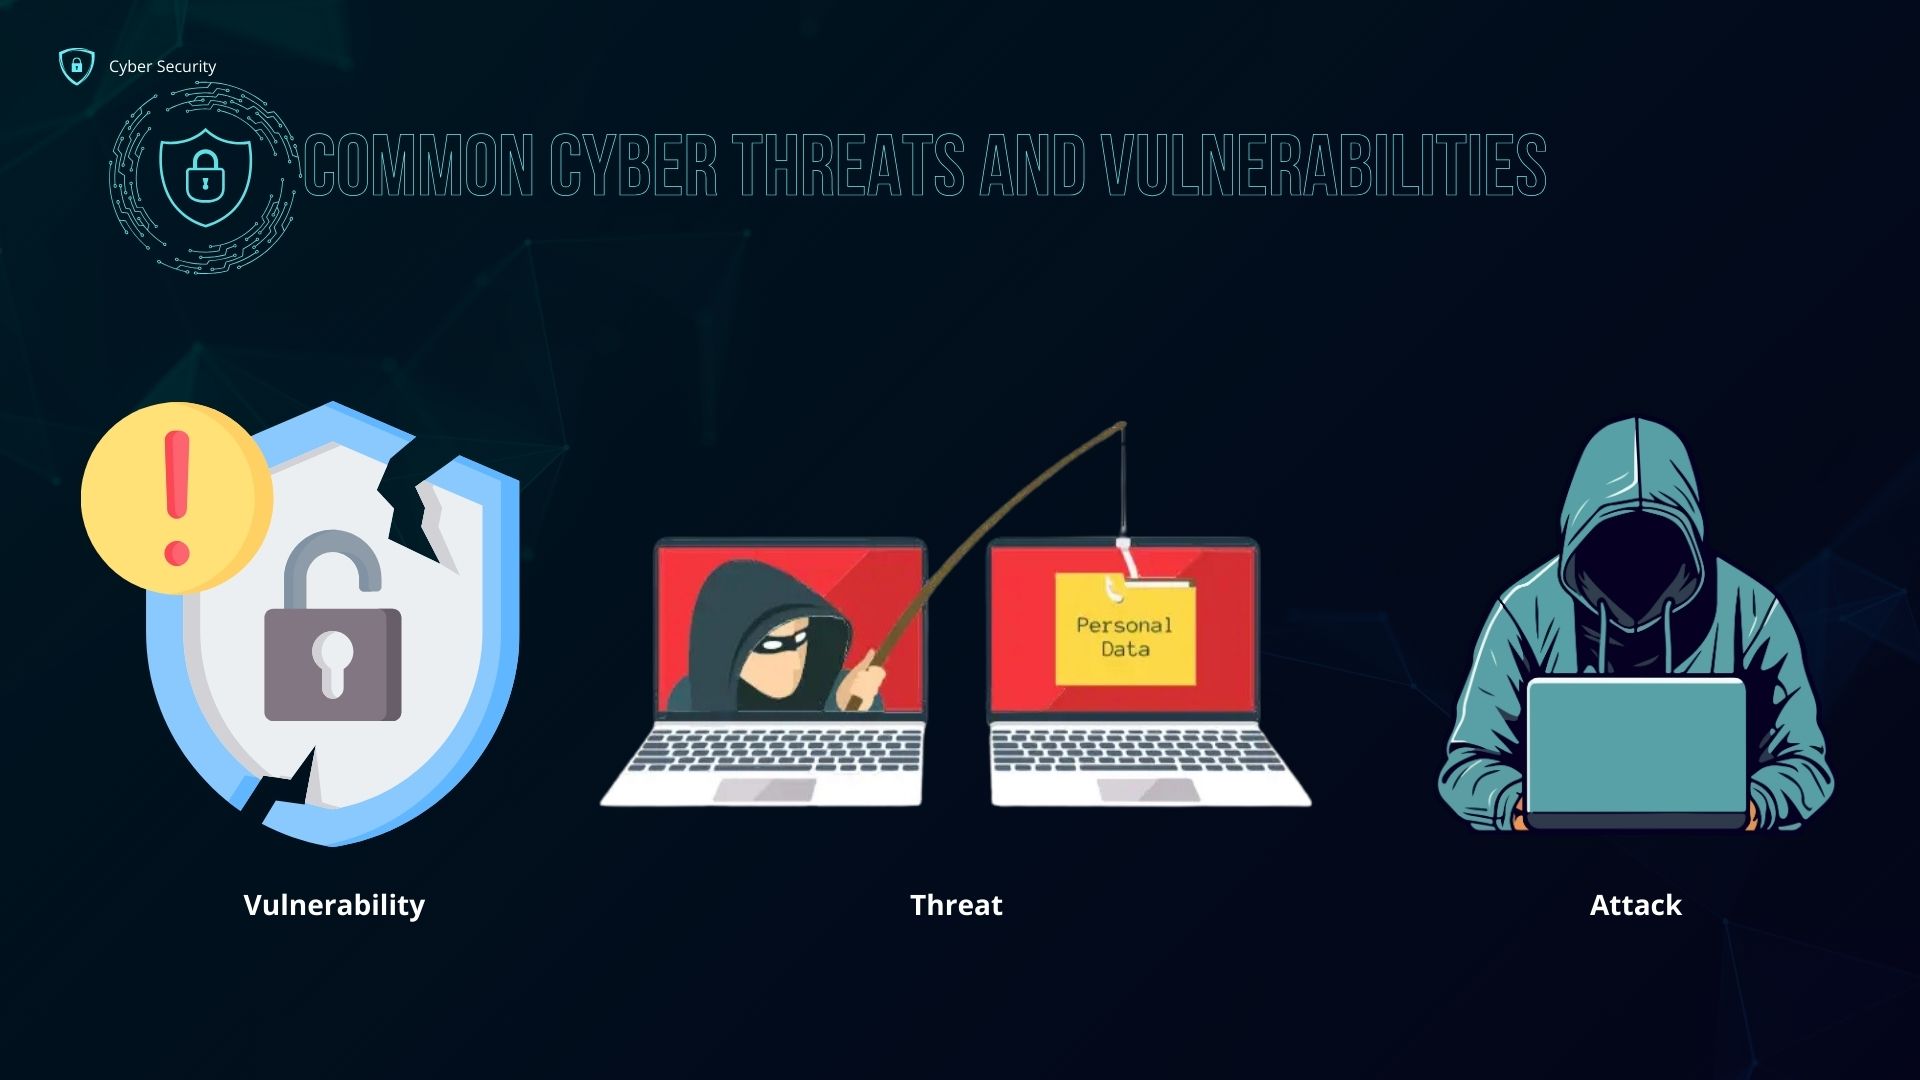 Cyber Security
COMMON CYBER THREATS AND VULNERABILITIES
Personal
Data
Vulnerability
Threat
Attack